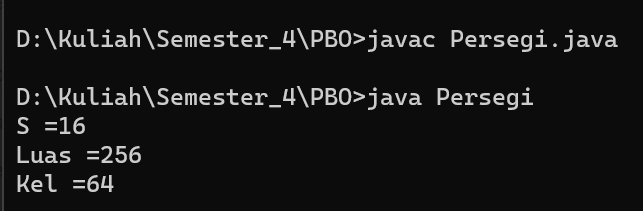 D:\Kuliah\Semester_4\PBO>javac Persegi.java
D:\Kuliah\Semester_4\PBO>java Persegi
S =16
Luas =256
Kel =64